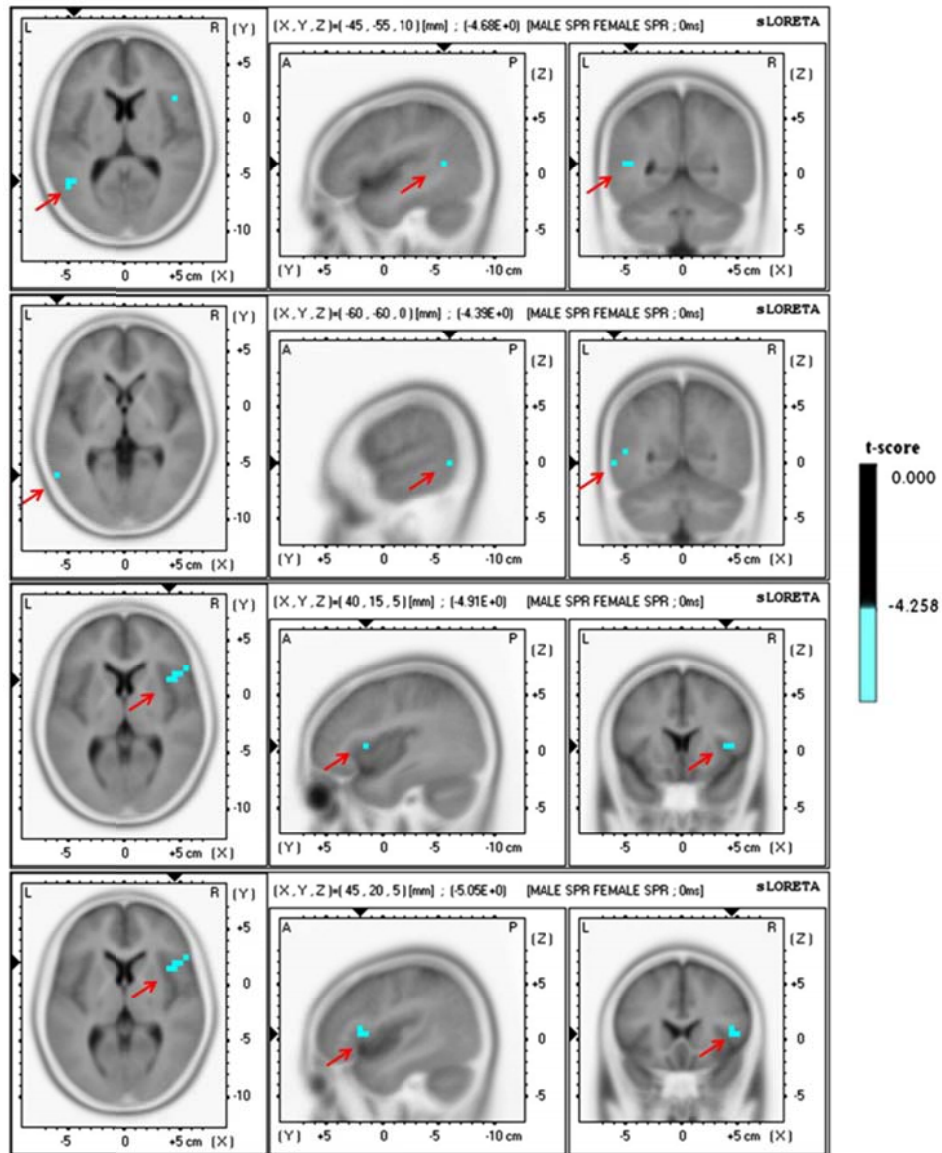 (X,Y,Z)=(-45,-55,10)[mm] ; (-4.68E+0) [MALE SPR FEMALE SPR ; 0ms] sLORETA
L R (Y)
+5
0
-5
-10
-5 0 +5 cm (X)
A P (Z)
+5
0
-5
(Y) +5 0 -5 -10 cm
L R (Z)
+5
0
-5
-5 0 +5 cm (X)
(X,Y,Z)=(-60,-60,0)[mm] ; (-4.39E+0) [MALE SPR FEMALE SPR ; 0ms] sLORETA
L R (Y)
+5
0
-5
-10
-5 0 +5 cm (X)
A P (Z)
+5
0
-5
(Y) +5 0 -5 -10 cm
L R (Z)
+5
0
-5
-5 0 +5 cm (X)
(X,Y,Z)=(40,15,5)[mm] ; (-4.91E+0) [MALE SPR FEMALE SPR ; 0ms] sLORETA
L R (Y)
+5
0
-5
-10
-5 0 +5 cm (X)
A P (Z)
+5
0
-5
(Y) +5 0 -5 -10 cm
L R (Z)
+5
0
-5
-5 0 +5 cm (X)
(X,Y,Z)=(45,20,5)[mm] ; (-5.05E+0) [MALE SPR FEMALE SPR ; 0ms] sLORETA
L R (Y)
+5
0
-5
-10
-5 0 +5 cm (X)
A P (Z)
+5
0
-5
(Y) +5 0 -5 -10 cm
L R (Z)
+5
0
-5
-5 0 +5 cm (X)
t-score
0.000
-4.258